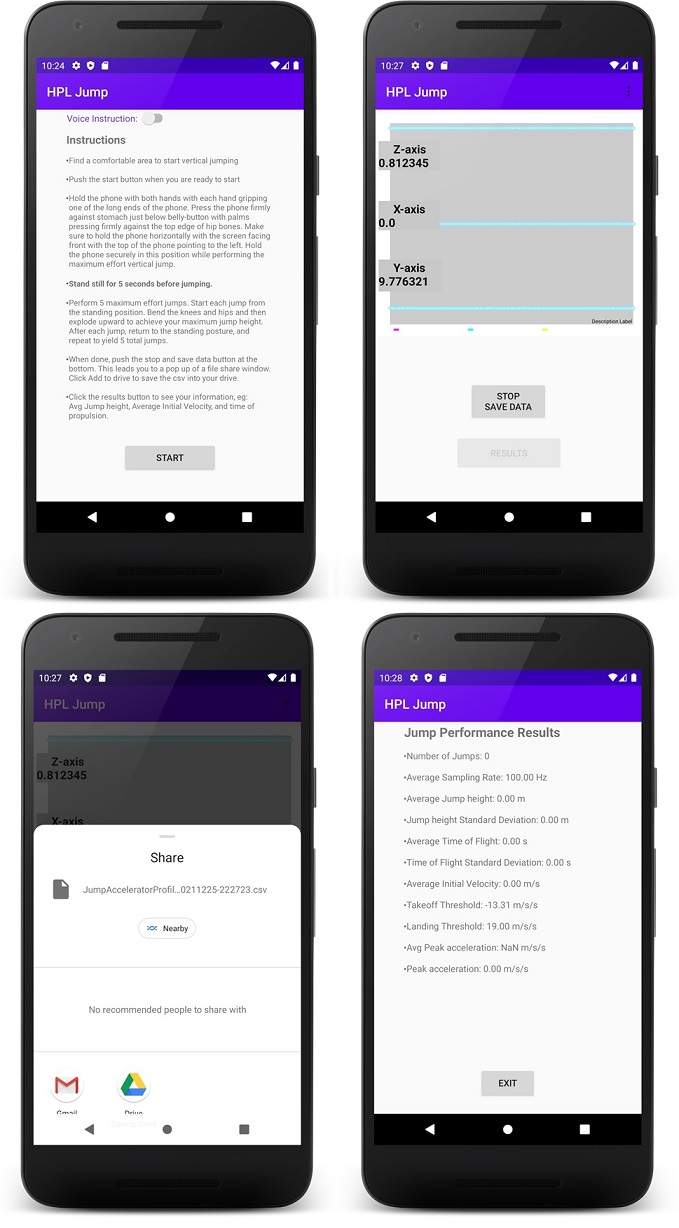 10:24
HPL Jump
Voice Instruction:
Instructions
•Find a comfortable area to start vertical jumping
•Push the start button when you are ready to start
•Hold the phone with both hands with each hand gripping
one of the long ends of the phone. Press the phone firmly
against stomach just below belly-button with palms
pressing firmly against the top edge of hip bones. Make
sure to hold the phone horizontally with the screen facing
front with the top of the phone pointing to the left. Hold
the phone securely in this position while performing the
maximum effort vertical jump.
•Stand still for 5 seconds before jumping.
•Perform 5 maximum effort jumps. Start each jump from
the standing position. Bend the knees and hips and then
explode upward to achieve your maximum jump height.
After each jump, return to the standing posture, and
repeat to yield 5 total jumps.
•When done, push the stop and save data button at the
bottom. This leads you to a pop up of a file share window.
Click Add to drive to save the csv into your drive.
•Click the results button to see your information, eg:
Avg Jump height, Average Initial Velocity, and time of
propulsion.
START
10:27
HPL Jump
Z-axis
0.812345
X-axis
0.0
Y-axis
9.776321
Description Label
STOP
SAVE DATA
RESULTS
10:27
HPL Jump
Z-axis
0.812345
X-axis
Share
JumpAcceleratorProfil...0211225-222723.csv
Nearby
No recommended people to share with
Gmail
Drive
10:28
HPL Jump
Jump Performance Results
•Number of Jumps: 0
•Average Sampling Rate: 100.00 Hz
•Average Jump height: 0.00 m
•Jump height Standard Deviation: 0.00 m
•Average Time of Flight: 0.00 s
•Time of Flight Standard Deviation: 0.00 s
•Average Initial Velocity: 0.00 m/s
•Takeoff Threshold: -13.31 m/s/s
•Landing Threshold: 19.00 m/s/s
•Avg Peak acceleration: NaN m/s/s
•Peak acceleration: 0.00 m/s/s
EXIT